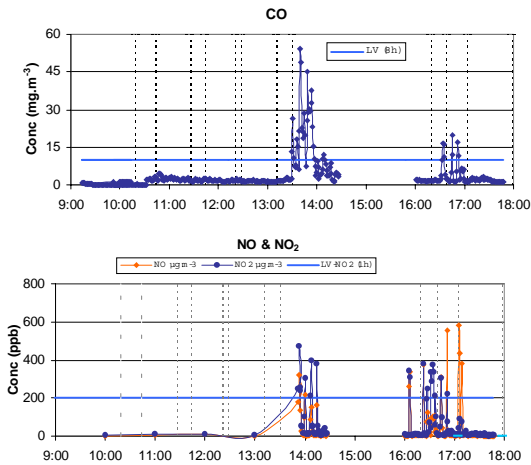 CO
Conc (mg.m-3)
60
45
30
15
0
LV (8h)
9:00 10:00 11:00 12:00 13:00 14:00 15:00 16:00 17:00 18:00
NO & NO2
NO µgm-3 NO2 µgm-3 LV-NO2 (1h)
Conc (ppb)
800
600
400
200
0
9:00 10:00 11:00 12:00 13:00 14:00 15:00 16:00 17:00 18:00